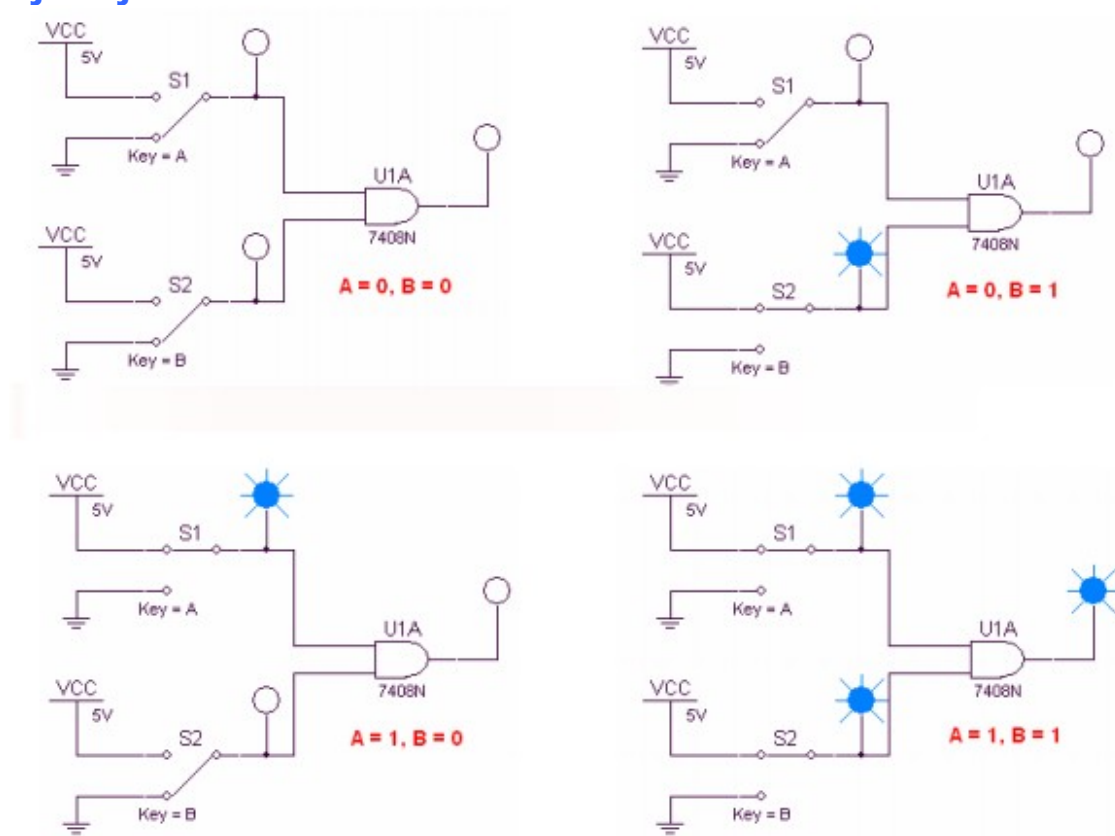 VCC
5V
S1
Key = A
U1A
7408N
VCC
5V
S2
Key = B
A = 0, B = 0
VCC
5V
S1
Key = A
U1A
7408N
VCC
5V
S2
Key = B
A = 0, B = 1
VCC
5V
S1
Key = A
U1A
7408N
VCC
5V
S2
Key = B
A = 1, B = 0
VCC
5V
S1
Key = A
U1A
7408N
VCC
5V
S2
Key = B
A = 1, B = 1